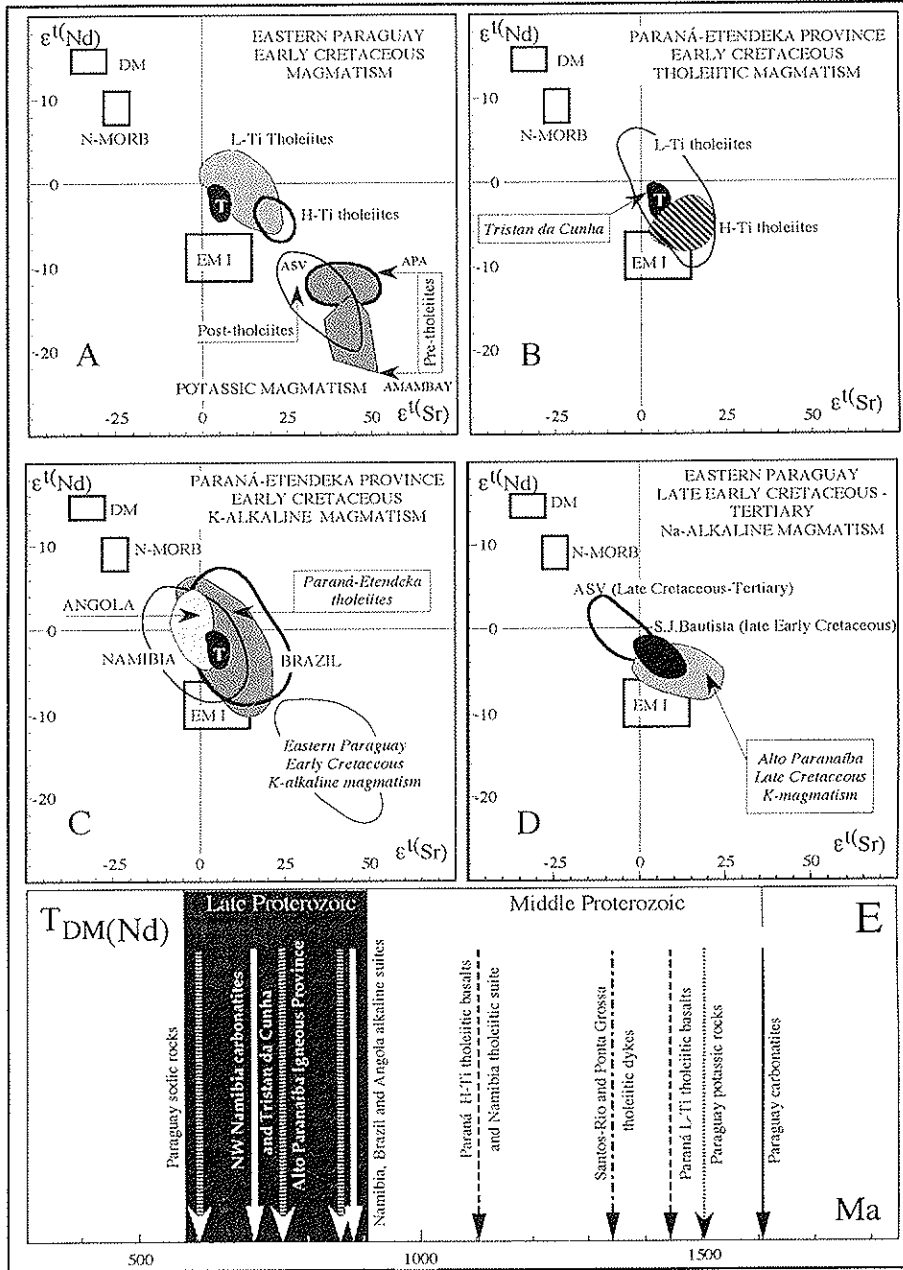 ε^t(Nd)
EASTERN PARAGUAY
EARLY CRETACEOUS
MAGMATISM
DM
10
N-MORB
L-Ti Tholeiites
0
T
H-Ti tholeiites
EM I
-10
ASV
APA
Post-tholeiites
Pre-tholeiites
-20
A
POTASSIC MAGMATISM
AMAMBAY
-25
0
25
50
ε^t(Sr)
ε^t(Nd)
PARANÁ-ETENDEKA PROVINCE
EARLY CRETACEOUS
THOLEIITIC MAGMATISM
DM
10
N-MORB
L-Ti tholeiites
0
T
Tristan da Cunha
H-Ti tholeiites
EM I
-10
-20
B
-25
0
25
50
ε^t(Sr)
ε^t(Nd)
PARANÁ-ETENDEKA PROVINCE
EARLY CRETACEOUS
K-ALKALINE MAGMATISM
DM
10
N-MORB
ANGOLA
Paraná-Etendeka
tholeiites
0
T
NAMIBIA
BRAZIL
EM I
-10
Eastern Paraguay
Early Cretaceous
K-alkaline magmatism
-20
C
-25
0
25
50
ε^t(Sr)
ε^t(Nd)
EASTERN PARAGUAY
LATE EARLY CRETACEOUS -
TERTIARY
Na-ALKALINE MAGMATISM
DM
10
N-MORB
ASV (Late Cretaceous-Tertiary)
0
S.J.Bautista (late Early Cretaceous)
EM I
-10
Alto Paranaíba
Late Cretaceous
K-magmatism
-20
D
-25
0
25
50
ε^t(Sr)
T DM(Nd)
Late Proterozoic
Middle Proterozoic
E
Paraguay sodic rocks
NW Namibia carbonatites
and Tristan da Cunha
Alto Paranaíba Igneous Province
Namibia, Brazil and Angola alkaline suites
Paraná H-Ti tholeiitic basalts
and Namibia tholeiitic suite
Santos-Rio and Ponta Grossa
tholeiitic dykes
Paraná L-Ti tholeiitic basalts
Paraguay potassic rocks
Paraguay carbonatites
Ma
500
1000
1500